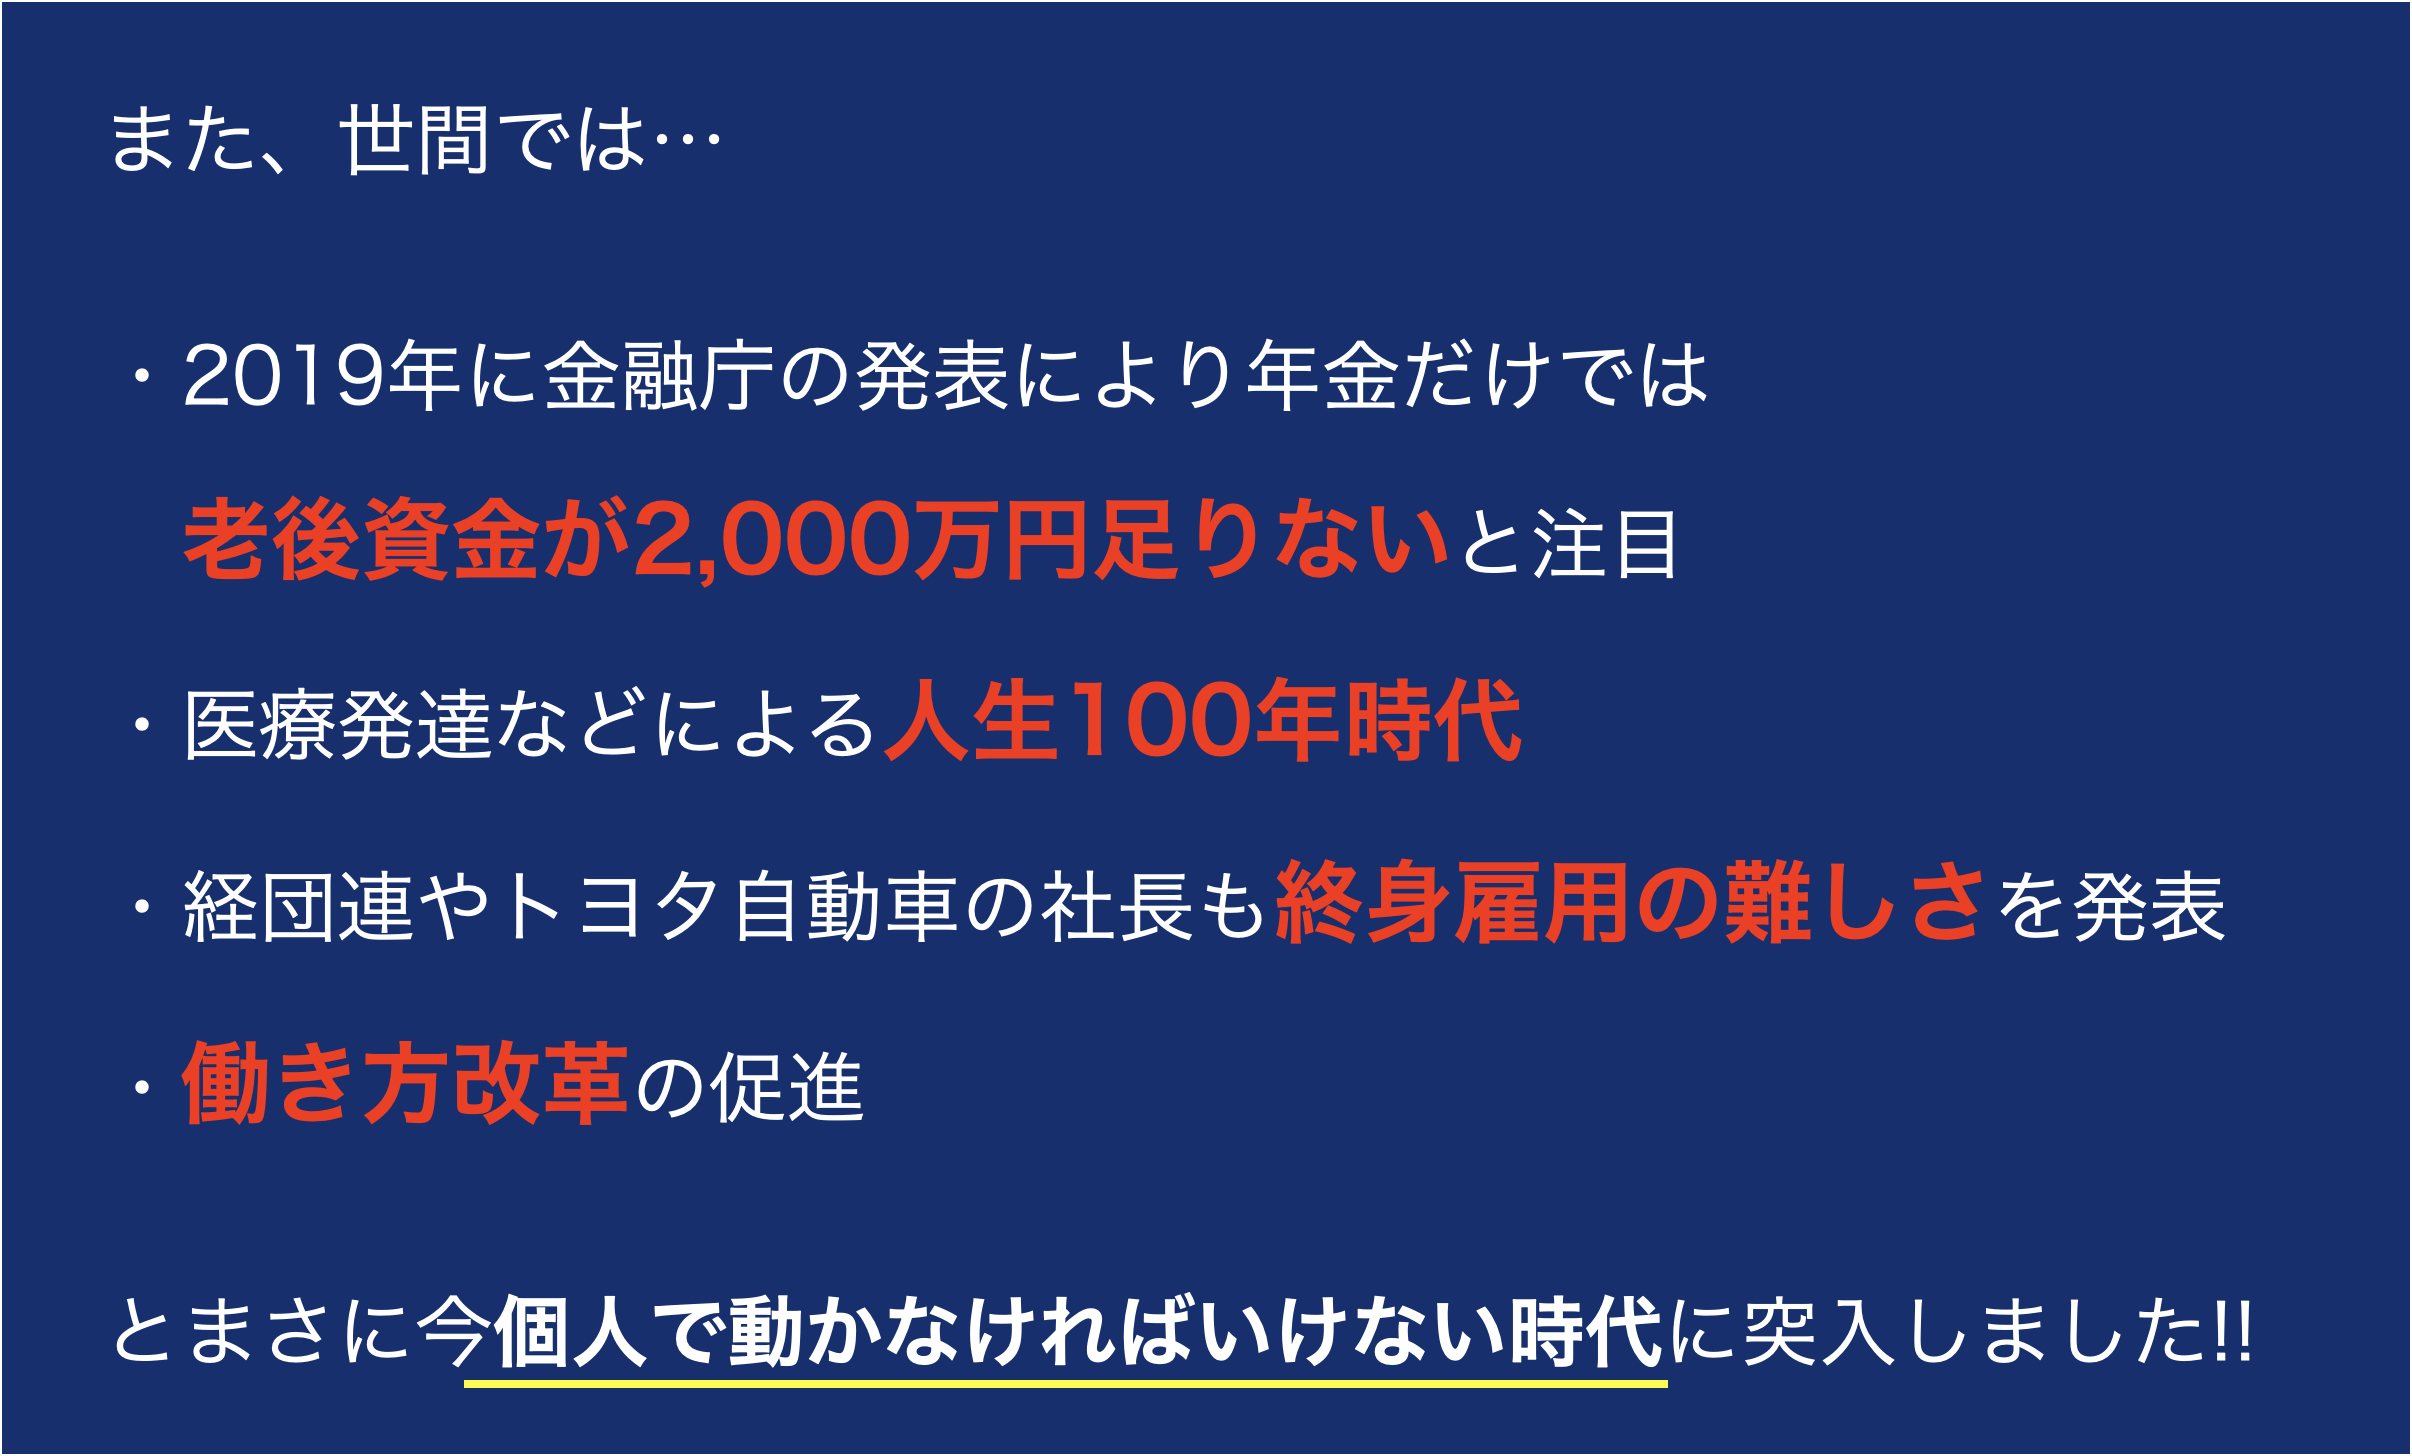 また、世間では…
・2019年に金融庁の発表により年金だけでは
老後資金が2,000万円足りないと注目
・医療発達などによる人生100年時代
・経団連やトヨタ自動車の社長も終身雇用の難しさを発表
・働き方改革の促進
とまさに今個人で動かなければいけない時代に突入しました!!